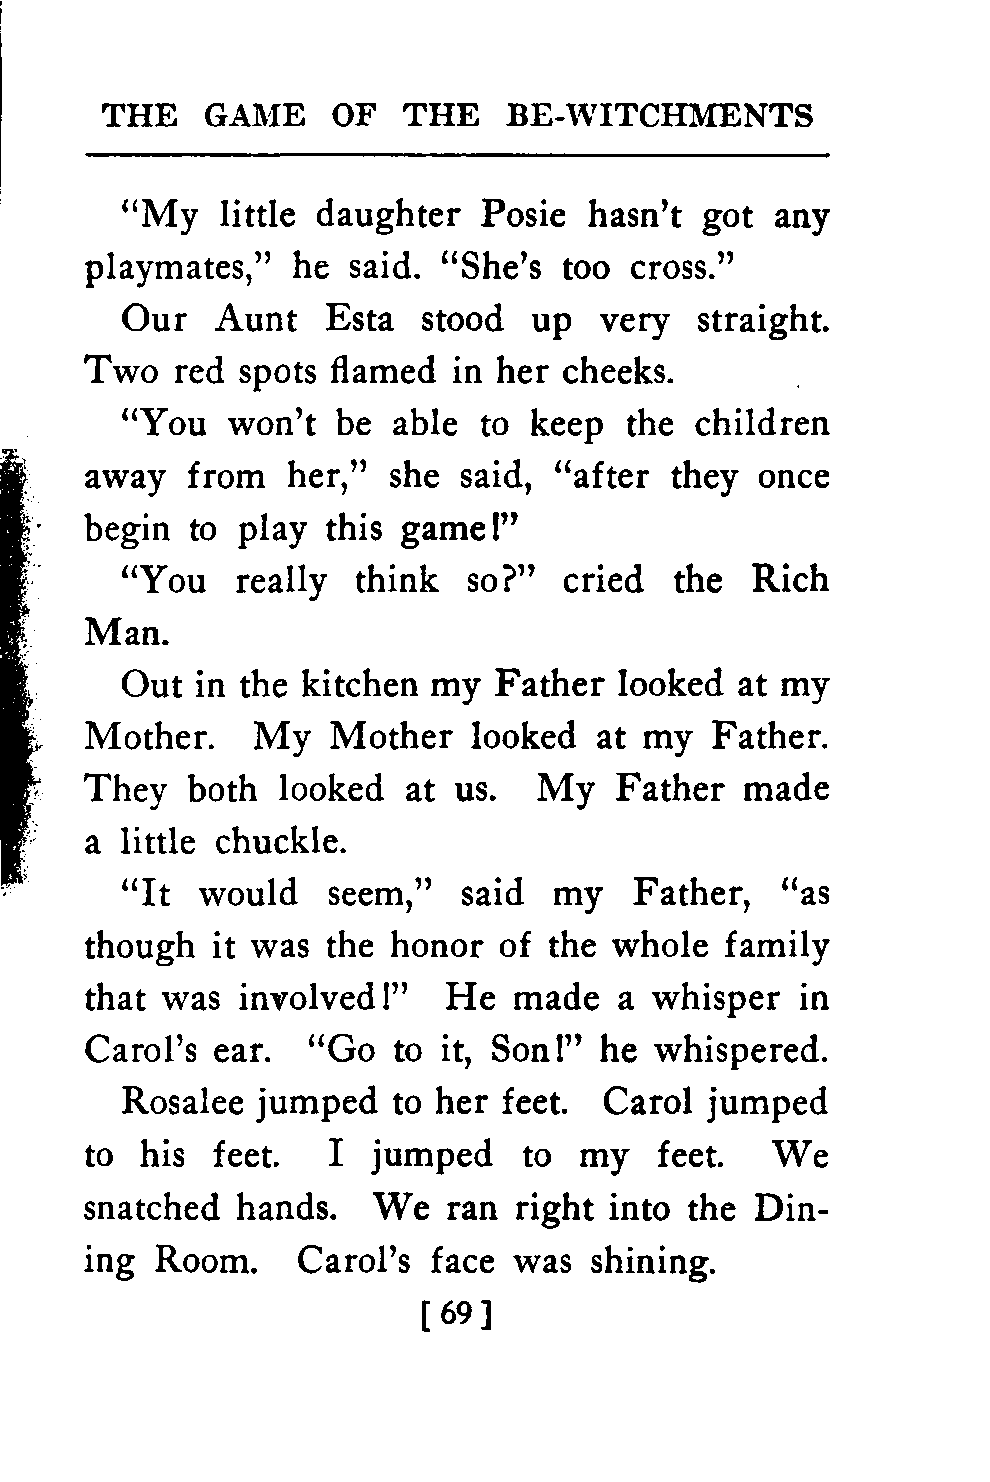 THE GAME OF THE BE-WITCHMENTS
“My little daughter Posie hasn’t got any
playmates,” he said. “She’s too cross.”
Our Aunt Esta stood up very straight.
Two red spots flamed in her cheeks.
“You won’t be able to keep the children
away from her,” she said, “after they once
begin to play this game!”
“You really think so?” cried the Rich
Man.
Out in the kitchen my Father looked at my
Mother. My Mother looked at my Father.
They both looked at us. My Father made
a little chuckle.
“It would seem,” said my Father, “as
though it was the honor of the whole family
that was involved!” He made a whisper in
Carol’s ear. “Go to it, Son!” he whispered.
Rosalee jumped to her feet. Carol jumped
to his feet. I jumped to my feet. We
snatched hands. We ran right into the Din-
ing Room. Carol’s face was shining.
[ 69 ]